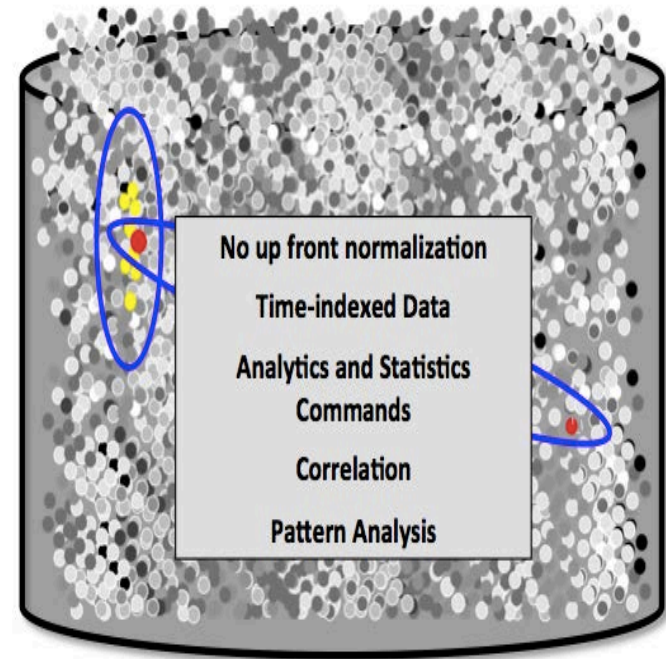 No up front normalization
Time-indexed Data
Analytics and Statistics
Commands
Correlation
Pattern Analysis